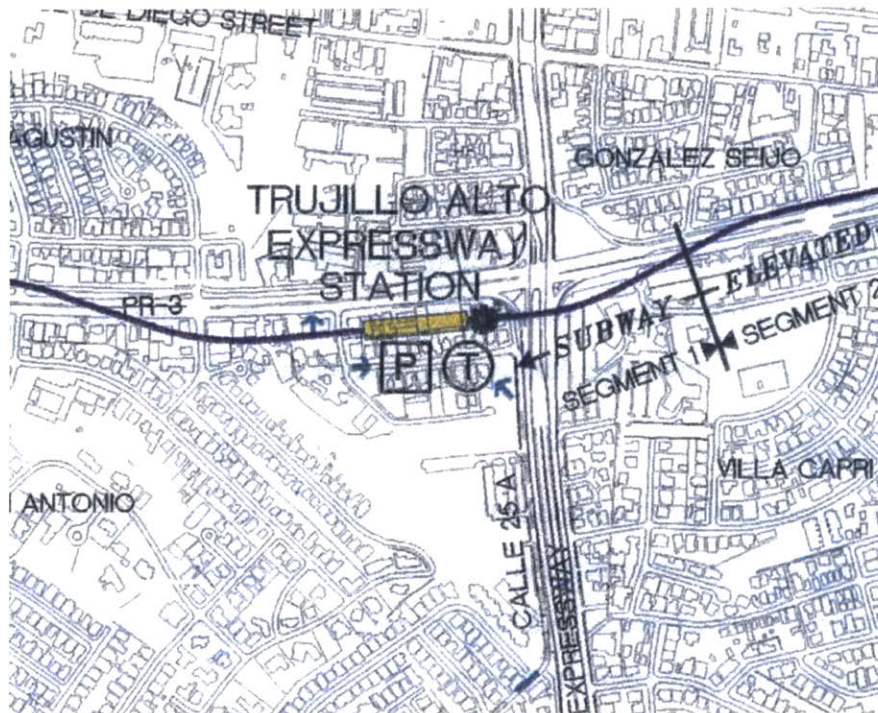 DE DIEGO STREET
AGUSTIN
GONZALEZ SEIJO
TRUJILLO ALTO
EXPRESSWAY
STATION
PR-3
SUBWAY
ELEVATED
SEGMENT 1
SEGMENT 2
P
T
VILLA CAPRI
ANTONIO
CALLE 25 A
EXPRESSWAY